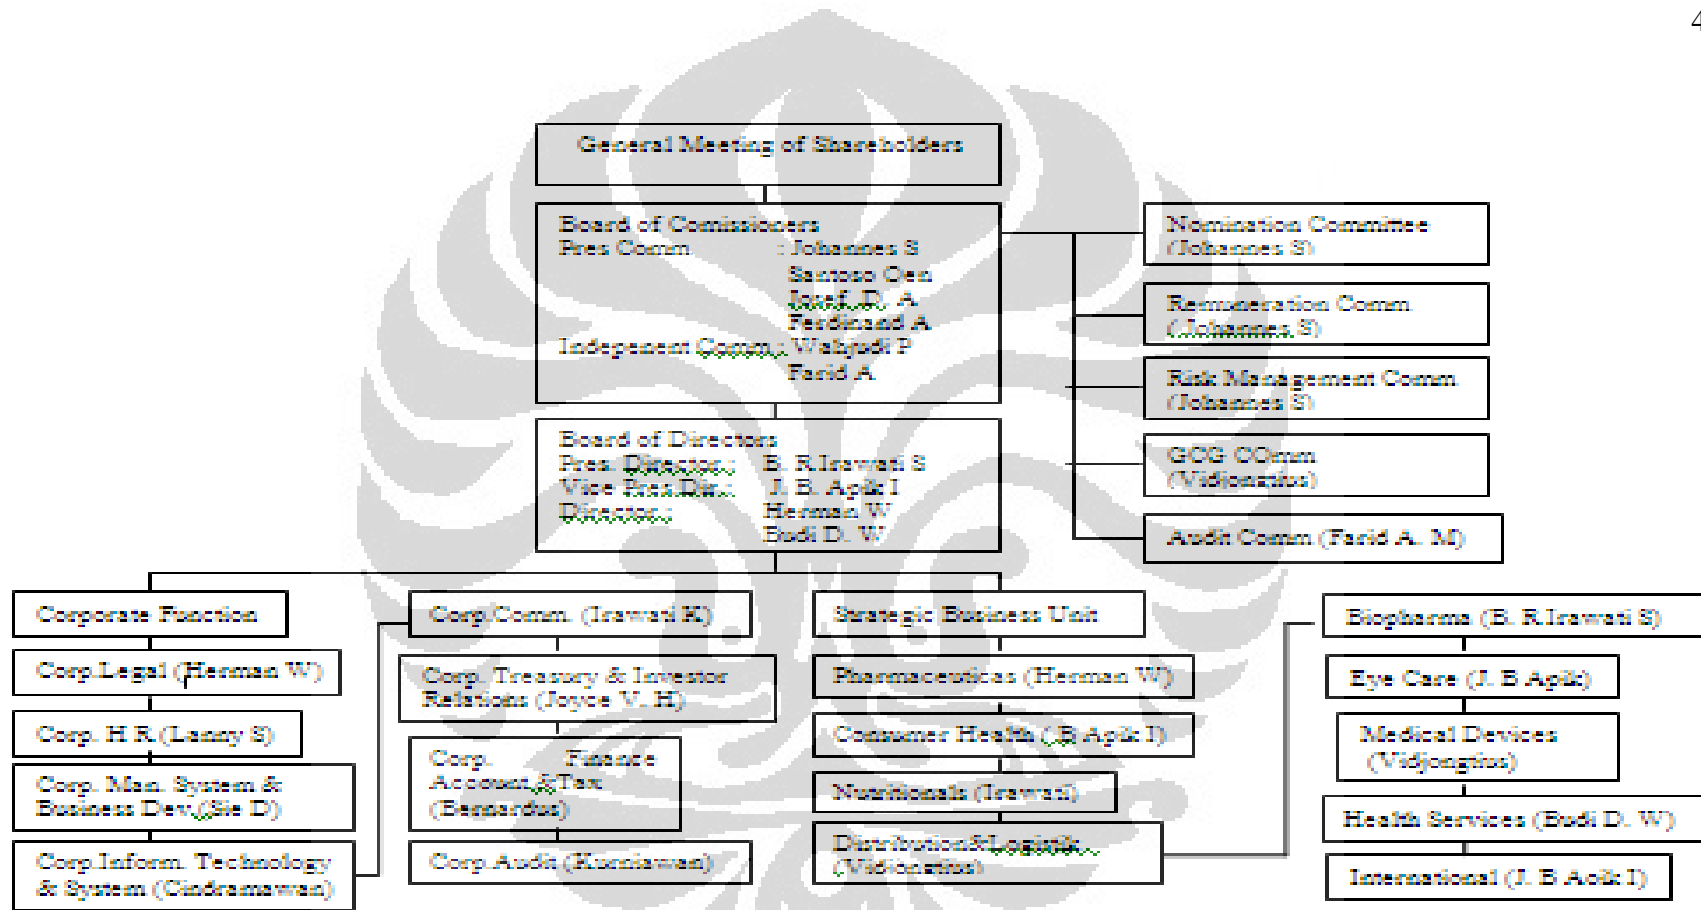 4
General Meeting of Shareholders
Board of Comissioners
Pres Comm : Johannes S
Santoso Oen
Josef. D. A
Ferdinand A
Indepenent Comm.: Wahjudi P
Farid A
Nomination Committee
(Johannes S)
Remuneration Comm
( Johannes S)
Risk Management Comm
(Johannes S)
GCG COmm
(Vidjongtius)
Audit Comm (Farid A. M)
Board of Directors
Pres. Director : B. R Irawati S
Vice Pres Dir.: J. B. Apik I
Director : Herman W
Budi D. W
Corporate Function
Corp.Legal (Herman W)
Corp. H R (Lanny S)
Corp. Man. System &
Business Dev.(Sie D)
Corp.Inform. Technology
& System (Cindramawan)
Corp.Comm. (Irawati K)
Corp. Treasury & Investor
Relations (Joyce V. H)
Corp. Finance
Account.&Tax
(Bernardus)
Corp.Audit (Kurniawan)
Strategic Business Unit
Pharmaceuticas (Herman W)
Consumer Health ( .B Apik I)
Nutritionals (Irawati)
Distribution&Logistik
(Vidjongtius)
Biopharma (B. R.Irawati S)
Eye Care (J. B Apik)
Medical Devices
(Vidjongtius)
Health Services (Budi D. W)
International (J. B Apik I)